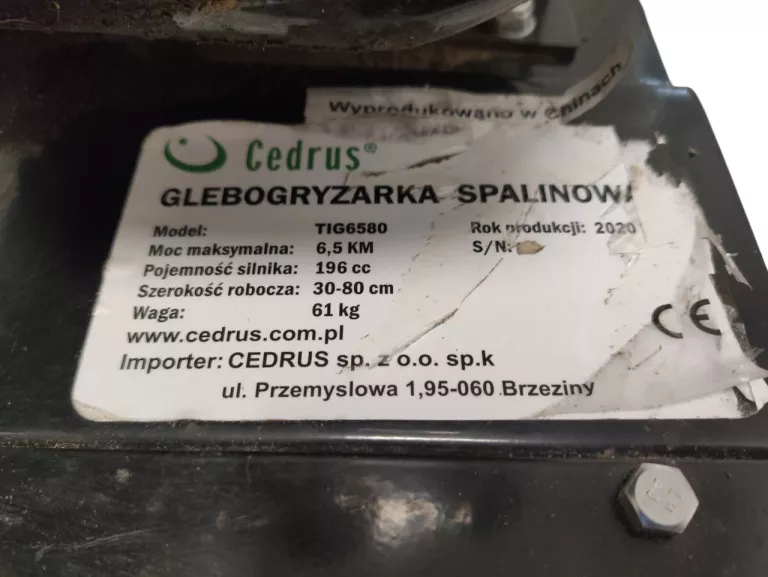 Wyprodukowano w Chinach
Cedrus®
GLEBOGRYZARKA SPALINOWA
Model: TIG6580
Rok produkcji: 2020
Moc maksymalna: 6,5 KM
S/N:
Pojemność silnika: 196 cc
Szerokość robocza: 30-80 cm
Waga: 61 kg
CE
www.cedrus.com.pl
Importer: CEDRUS sp. z o.o. sp.k
ul. Przemyslowa 1,95-060 Brzeziny